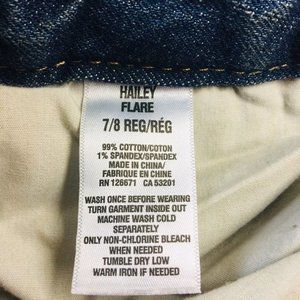 HAILEY
FLARE
7/8 REG/RÉG
99% COTTON/COTON
1% SPANDEX/SPANDEX
MADE IN CHINA/
FABRIQUE EN CHINE
RN 126671 CA 53201
WASH ONCE BEFORE WEARING
TURN GARMENT INSIDE OUT
MACHINE WASH COLD
SEPARATELY
ONLY NON-CHLORINE BLEACH
WHEN NEEDED
TUMBLE DRY LOW
WARM IRON IF NEEDED